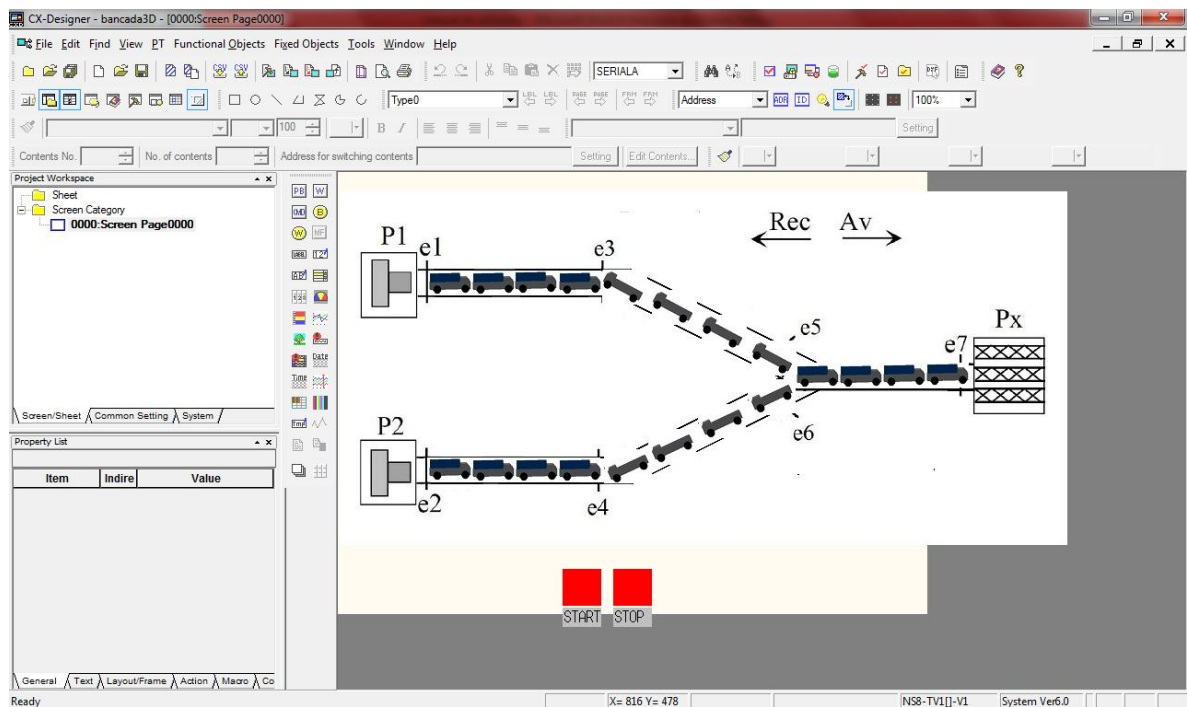 CX-Designer - bancada3D - [0000:Screen Page0000]
File Edit Find View PT Functional Objects Fixed Objects Tools Window Help
SERIALA
Type0 Address 100%
100 B I Setting
Contents No. No. of contents Address for switching contents Setting Edit Contents...
Project Workspace
Sheet
Screen Category
0000:Screen Page0000
Screen/Sheet Common Setting System
Property List
Item Indire Value
General Text Layout/Frame Action Macro Co
Rec Av
P1 e1 e3
e5
Px
e7
P2
e6
e2 e4
START STOP
Ready X= 816 Y= 478 NS8-TV1[]-V1 System Ver6.0